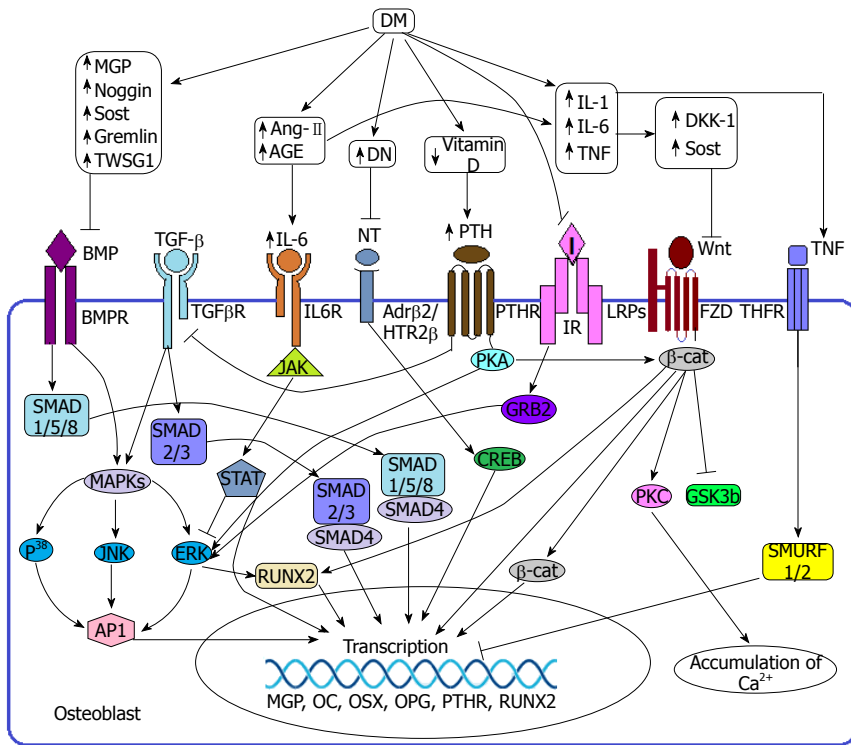 DM
↑ MGP
↑ Noggin
↑ Sost
↑ Gremlin
↑ TWSG1
↑ Ang-Ⅱ
↑ AGE
↑ DN
↓ Vitamin
D
↑ IL-1
↑ IL-6
↑ TNF
↑ DKK-1
↑ Sost
BMP
TGF-β
↑ IL-6
NT
↑ PTH
I
Wnt
TNF
BMPR
TGFβR
IL6R
Adrβ2/
HTR2β
PTHR
IR
LRPs
FZD
THFR
JAK
PKA
β-cat
SMAD
1/5/8
SMAD
2/3
GRB2
MAPKs
STAT
SMAD
2/3
SMAD4
SMAD
1/5/8
SMAD4
CREB
PKC
GSK3b
P³⁸
JNK
ERK
RUNX2
β-cat
SMURF
1/2
AP1
Transcription
MGP, OC, OSX, OPG, PTHR, RUNX2
Accumulation of
Ca²⁺
Osteoblast